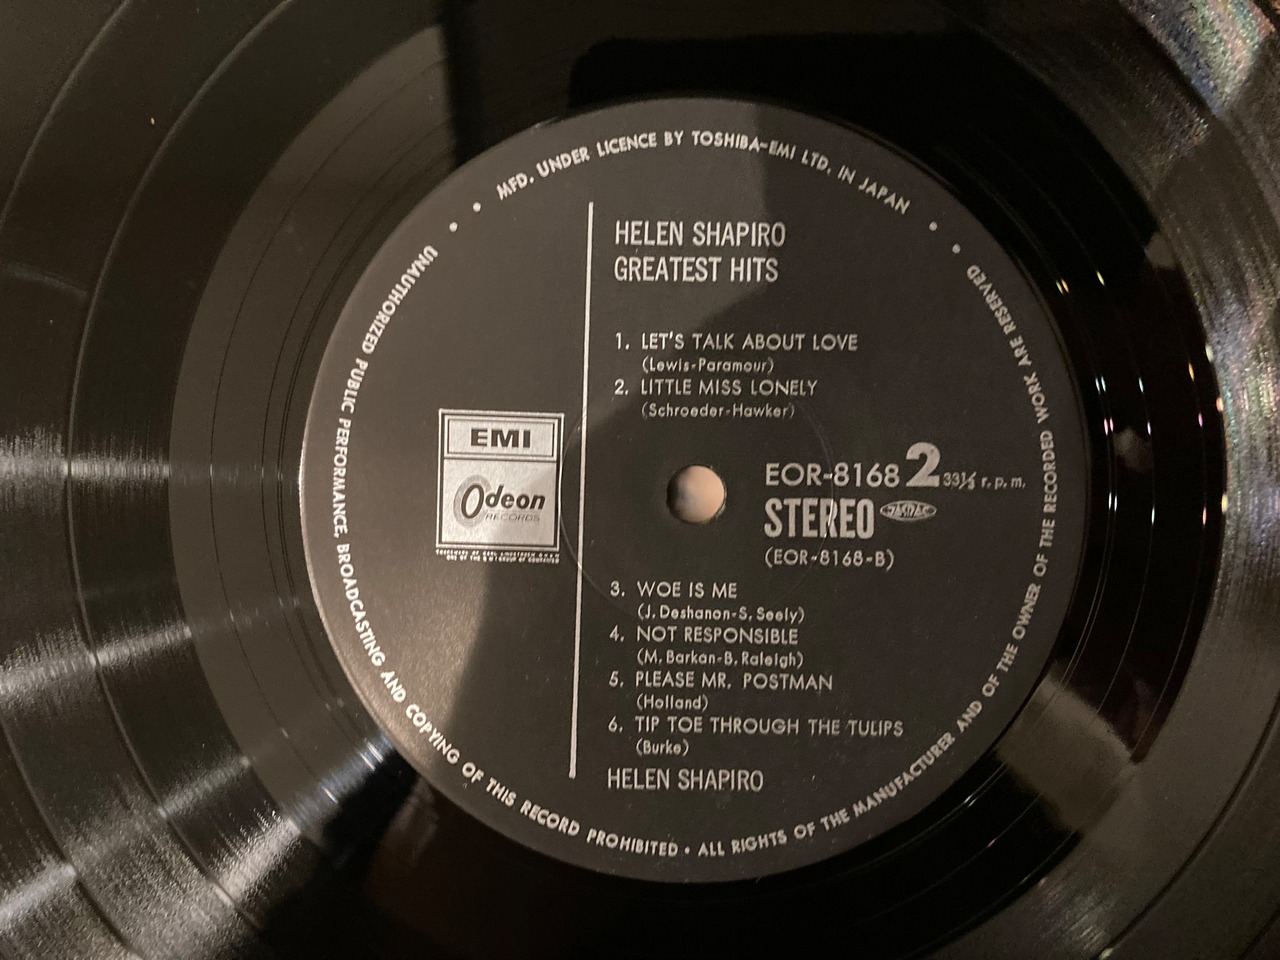 MFD. UNDER LICENCE BY TOSHIBA-EMI LTD. IN JAPAN
HELEN SHAPIRO
GREATEST HITS
1. LET'S TALK ABOUT LOVE
(Lewis-Paramour)
2. LITTLE MISS LONELY
(Schroeder-Hawker)
EMI
Odeon
RECORDS
EOR-8168 2 33⅓ r.p.m.
STEREO JASRAC
(EOR-8168-B)
3. WOE IS ME
(J. Deshanon-S. Seely)
4. NOT RESPONSIBLE
(M. Barkan-B. Raleigh)
5. PLEASE MR. POSTMAN
(Holland)
6. TIP TOE THROUGH THE TULIPS
(Burke)
HELEN SHAPIRO
UNAUTHORIZED PUBLIC PERFORMANCE, BROADCASTING AND COPYING OF THIS RECORD PROHIBITED • ALL RIGHTS OF THE MANUFACTURER AND OF THE OWNER OF THE RECORDED WORK ARE RESERVED